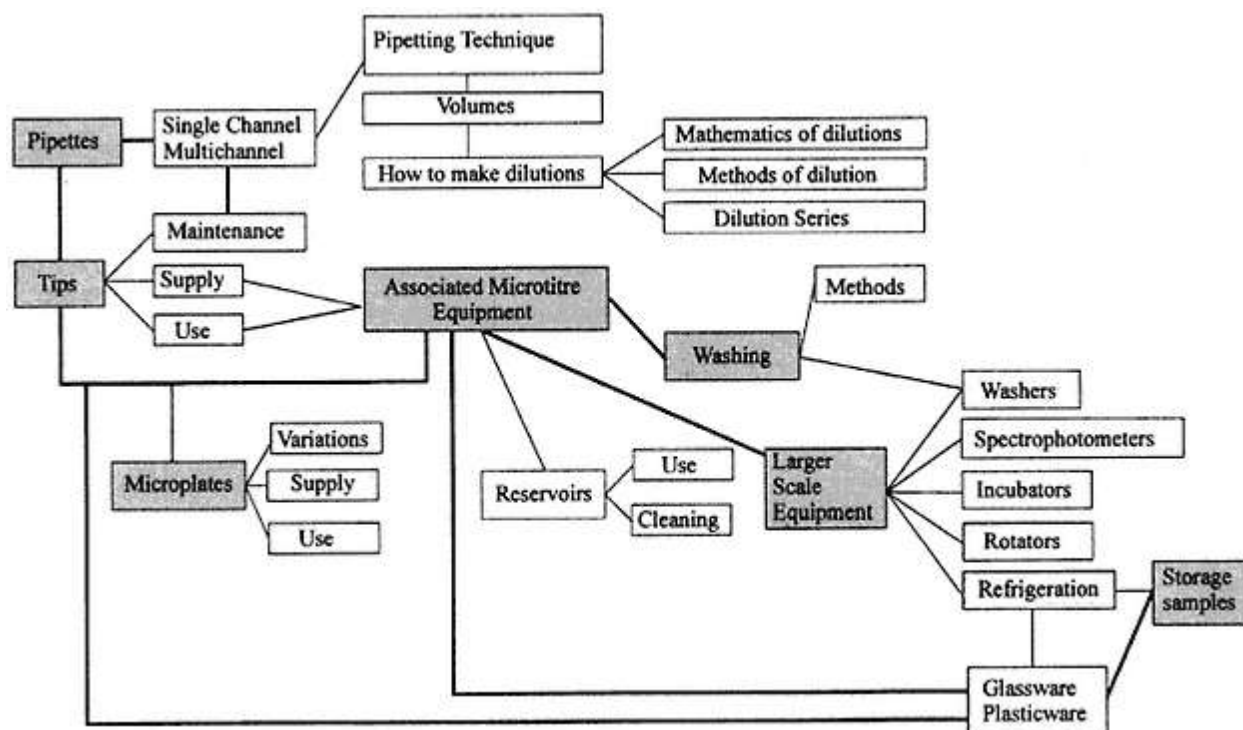 Pipetting Technique
Volumes
How to make dilutions
Mathematics of dilutions
Methods of dilution
Dilution Series
Pipettes
Single Channel
Multichannel
Maintenance
Tips
Supply
Use
Associated Microtitre
Equipment
Methods
Washing
Washers
Spectrophotometers
Incubators
Rotators
Refrigeration
Larger
Scale
Equipment
Variations
Microplates
Supply
Use
Reservoirs
Use
Cleaning
Storage
samples
Glassware
Plasticware